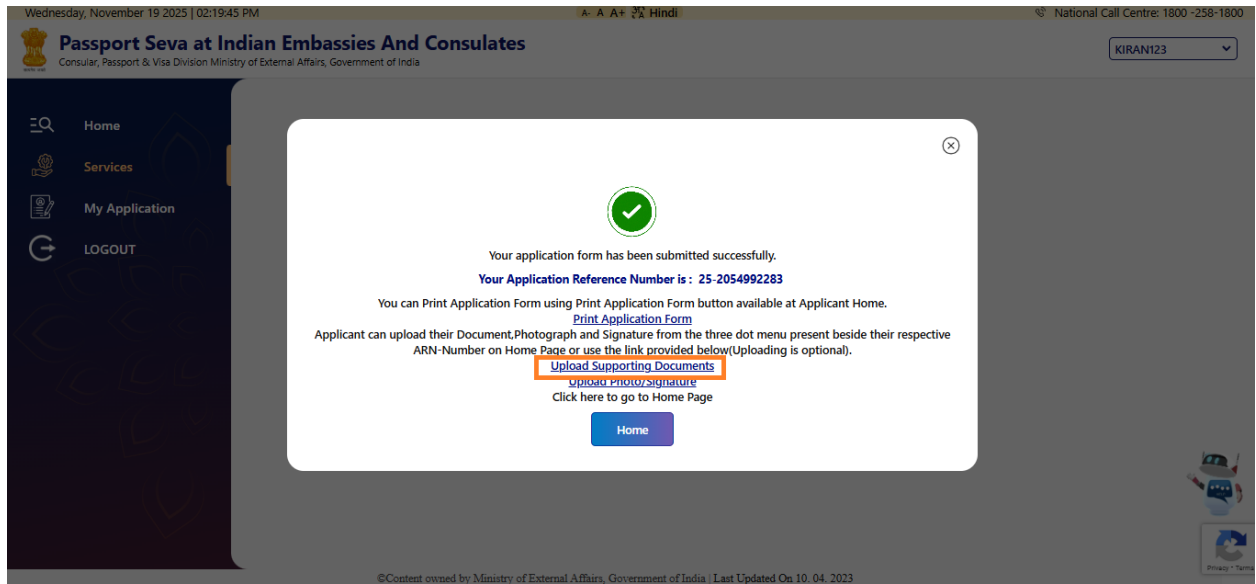 Wednesday, November 19 2025 | 02:19:45 PM
A- A A+ Hindi
National Call Centre: 1800 -258-1800
Passport Seva at Indian Embassies And Consulates
Consular, Passport & Visa Division Ministry of External Affairs, Government of India
KIRAN123
Home
Services
My Application
LOGOUT
Your application form has been submitted successfully.
Your Application Reference Number is : 25-2054992283
You can Print Application Form using Print Application Form button available at Applicant Home.
Print Application Form
Applicant can upload their Document,Photograph and Signature from the three dot menu present beside their respective
ARN-Number on Home Page or use the link provided below(Uploading is optional).
Upload Supporting Documents
Upload Photo/Signature
Click here to go to Home Page
Home
Privacy - Terms
©Content owned by Ministry of External Affairs, Government of India | Last Updated On 10. 04. 2023